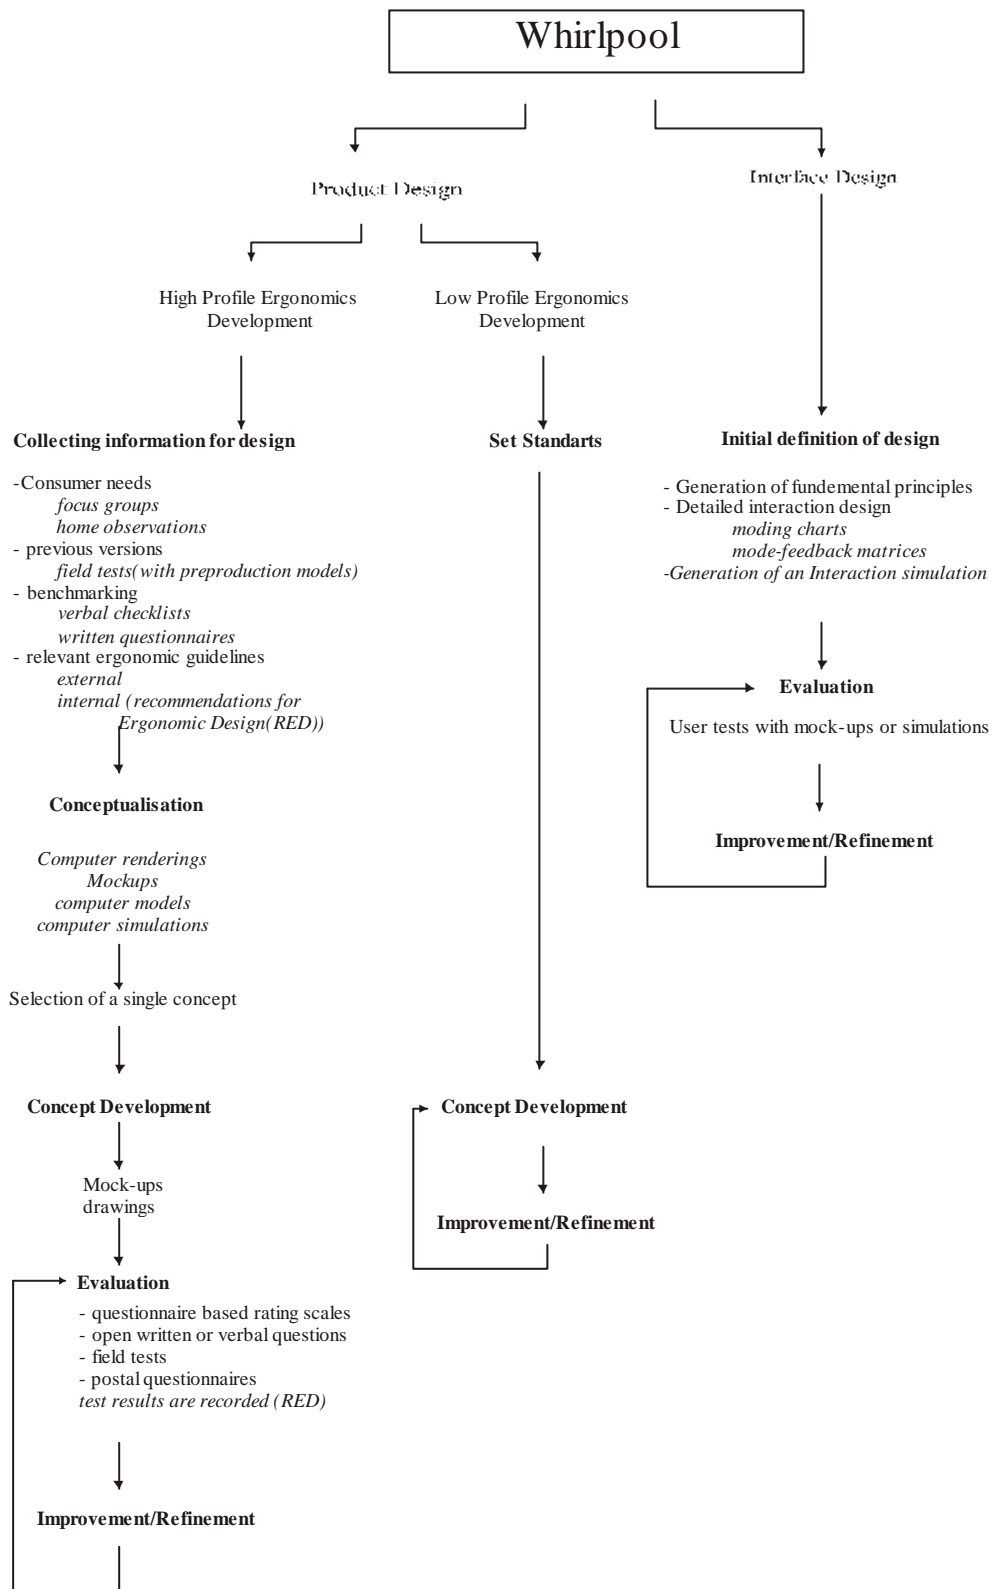 Whirlpool
Product Design
Interface Design
High Profile Ergonomics
Development
Low Profile Ergonomics
Development
Collecting information for design
-Consumer needs
focus groups
home observations
- previous versions
field tests(with preproduction models)
- benchmarking
verbal checklists
written questionnaires
- relevant ergonomic guidelines
external
internal (recommendations for
Ergonomic Design(RED))
Conceptualisation
Computer renderings
Mockups
computer models
computer simulations
Selection of a single concept
Concept Development
Mock-ups
drawings
Evaluation
- questionnaire based rating scales
- open written or verbal questions
- field tests
- postal questionnaires
test results are recorded (RED)
Improvement/Refinement
Set Standarts
Concept Development
Improvement/Refinement
Initial definition of design
- Generation of fundemental principles
- Detailed interaction design
moding charts
mode-feedback matrices
-Generation of an Interaction simulation
Evaluation
User tests with mock-ups or simulations
Improvement/Refinement